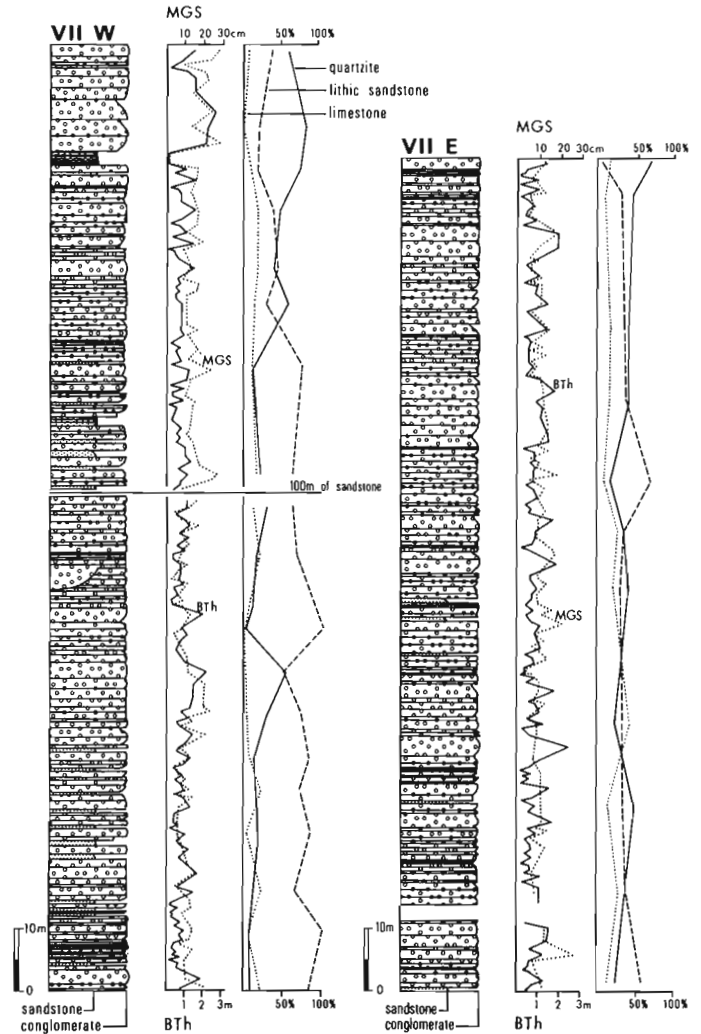 MGS
VII W
10 20 30cm
50% 100%
quartzite
lithic sandstone
limestone
MGS
100m of sandstone
BTh
10m
0
1 2 3m
50% 100%
sandstone
conglomerate
BTh
MGS
VII E
10 20 30cm
50% 100%
BTh
MGS
10m
0
1 2 3m
50% 100%
sandstone
conglomerate
BTh